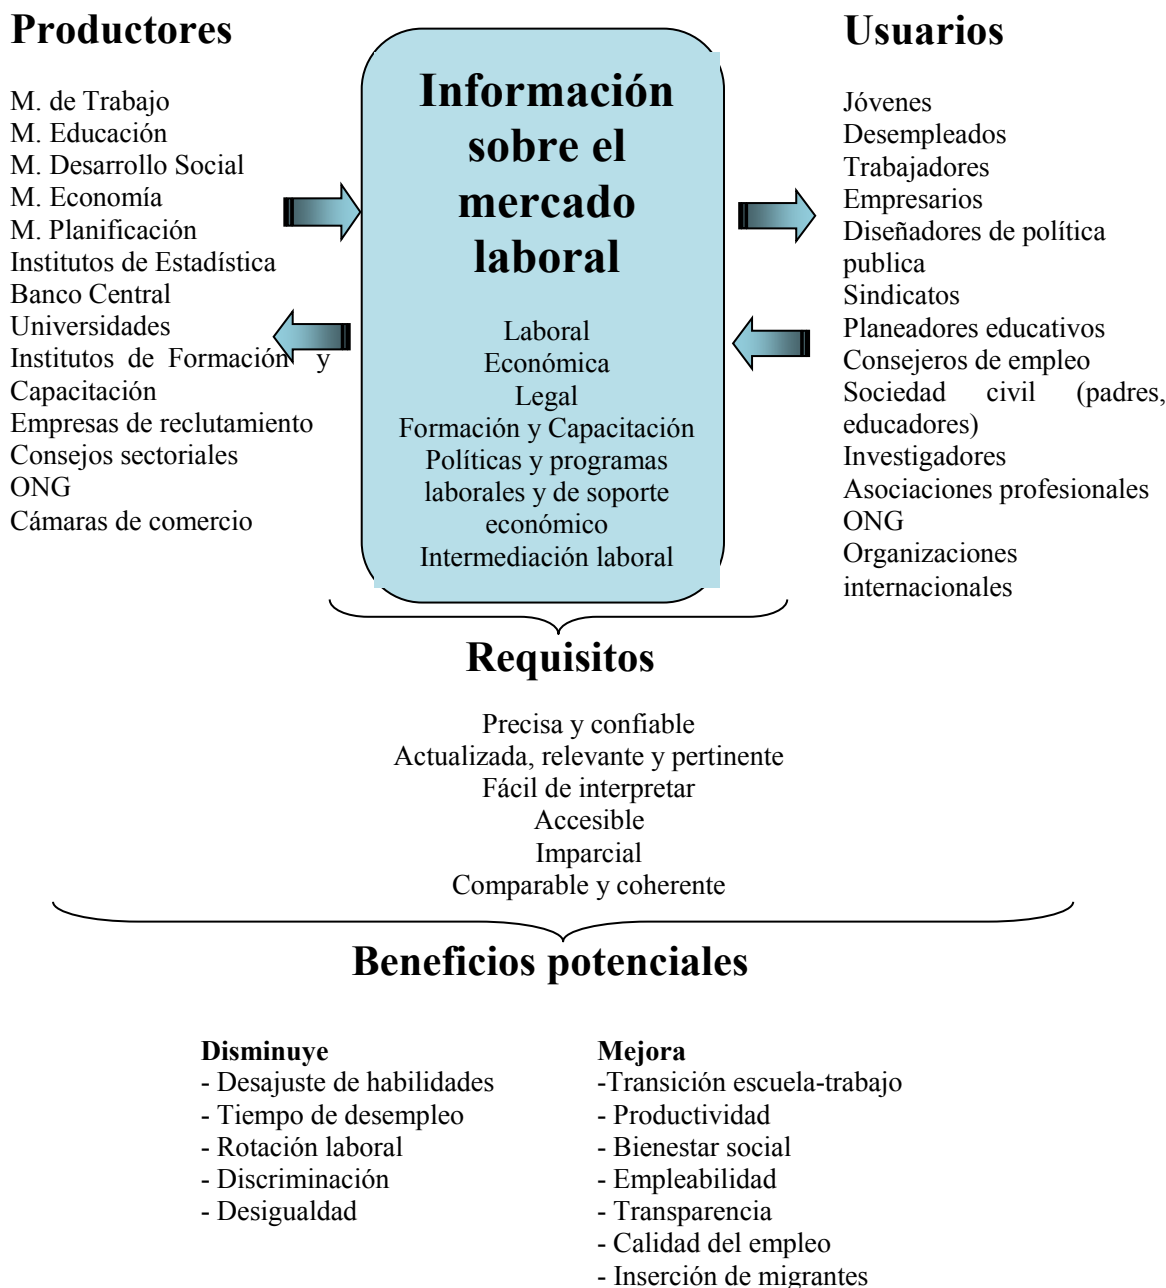 Productores
M. de Trabajo
M. Educación
M. Desarrollo Social
M. Economía
M. Planificación
Institutos de Estadística
Banco Central
Universidades
Institutos de Formación y
Capacitación
Empresas de reclutamiento
Consejos sectoriales
ONG
Cámaras de comercio
Información
sobre el
mercado
laboral
Laboral
Económica
Legal
Formación y Capacitación
Políticas y programas
laborales y de soporte
económico
Intermediación laboral
Usuarios
Jóvenes
Desempleados
Trabajadores
Empresarios
Diseñadores de política
publica
Sindicatos
Planeadores educativos
Consejeros de empleo
Sociedad civil (padres,
educadores)
Investigadores
Asociaciones profesionales
ONG
Organizaciones
internacionales
Requisitos
Precisa y confiable
Actualizada, relevante y pertinente
Fácil de interpretar
Accesible
Imparcial
Comparable y coherente
Beneficios potenciales
Disminuye
- Desajuste de habilidades
- Tiempo de desempleo
- Rotación laboral
- Discriminación
- Desigualdad
Mejora
-Transición escuela-trabajo
- Productividad
- Bienestar social
- Empleabilidad
- Transparencia
- Calidad del empleo
- Inserción de migrantes